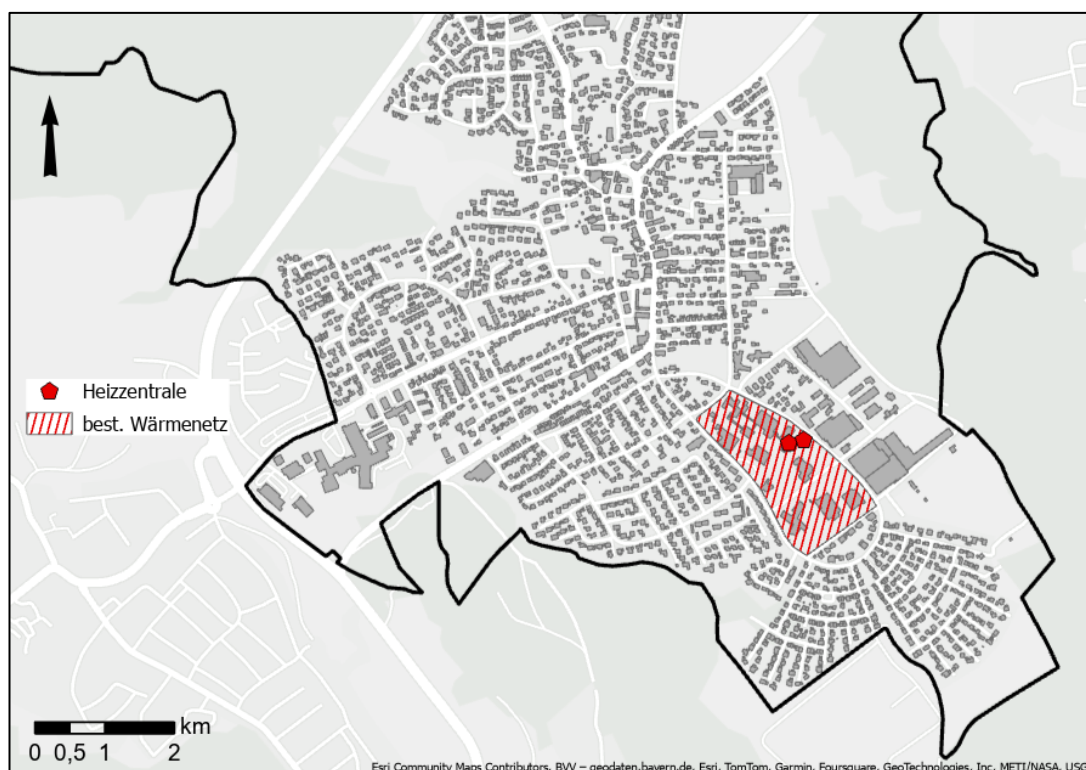 Heizzentrale
best. Wärmenetz
km
0 0,5 1 2
Esri Community Maps Contributors, BVV – geodaten.bayern.de, Esri, TomTom, Garmin, Foursquare, GeoTechnologies, Inc, METI/NASA, USG